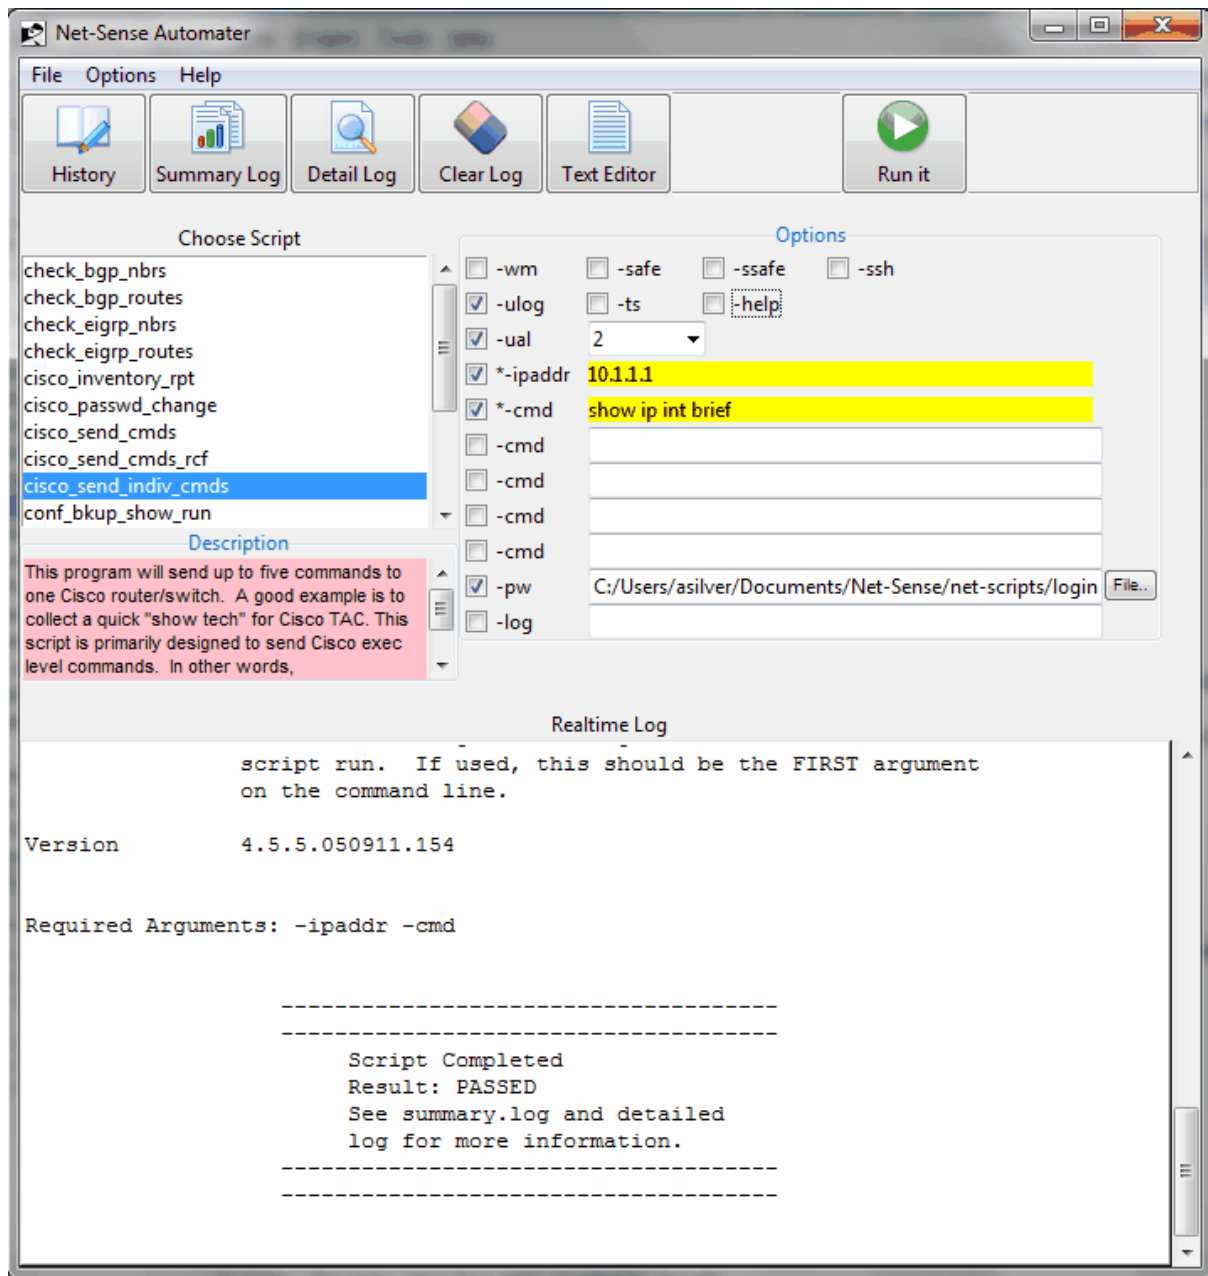 Net-Sense Automater
File Options Help
History Summary Log Detail Log Clear Log Text Editor Run it
Choose Script
check_bgp_nbrs
check_bgp_routes
check_eigrp_nbrs
check_eigrp_routes
cisco_inventory_rpt
cisco_passwd_change
cisco_send_cmds
cisco_send_cmds_rcf
cisco_send_indiv_cmds
conf_bkup_show_run
Description
This program will send up to five commands to
one Cisco router/switch. A good example is to
collect a quick "show tech" for Cisco TAC. This
script is primarily designed to send Cisco exec
level commands. In other words,
Options
-wm -safe -ssafe -ssh
-ulog -ts -help
-ual 2
*-ipaddr 10.1.1.1
*-cmd show ip int brief
-cmd
-cmd
-cmd
-cmd
-pw C:/Users/asilver/Documents/Net-Sense/net-scripts/login File..
-log
Realtime Log
script run. If used, this should be the FIRST argument
on the command line.
Version 4.5.5.050911.154
Required Arguments: -ipaddr -cmd
-------------------------------------
-------------------------------------
Script Completed
Result: PASSED
See summary.log and detailed
log for more information.
-------------------------------------
-------------------------------------